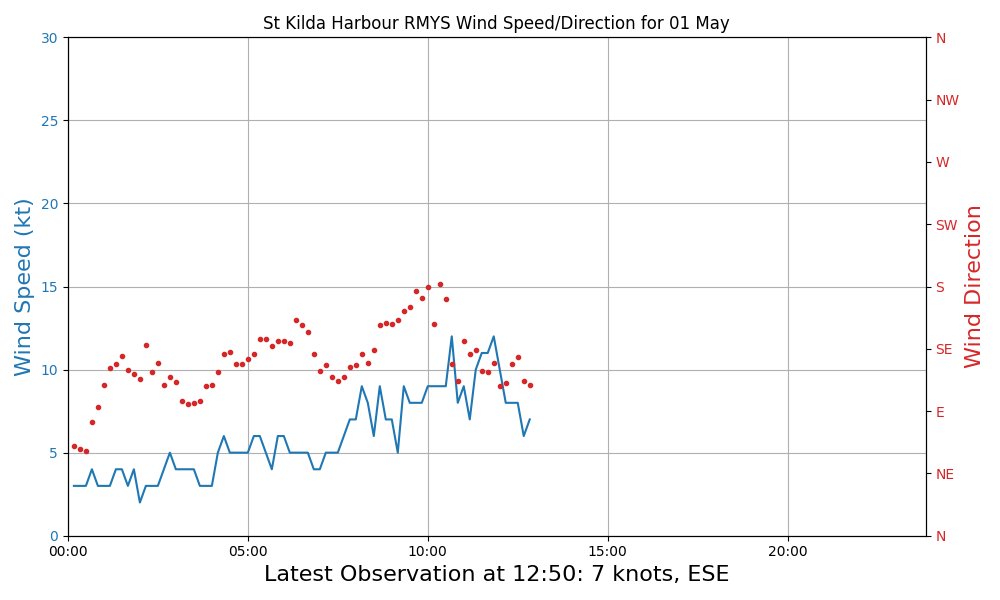 St Kilda Harbour RMYS Wind Speed/Direction for 01 May
30
25
20
15
10
5
0
Wind Speed (kt)
N
NW
W
SW
S
SE
E
NE
N
Wind Direction
00:00
05:00
10:00
15:00
20:00
Latest Observation at 12:50: 7 knots, ESE